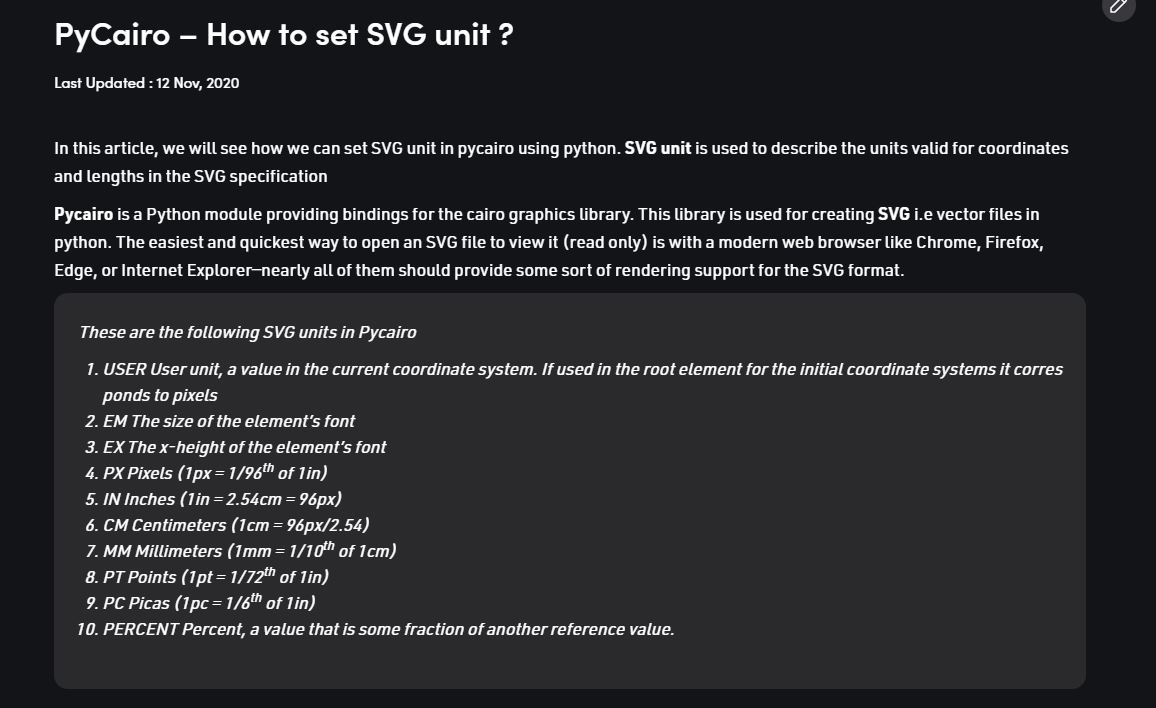 PyCairo – How to set SVG unit ?
Last Updated : 12 Nov, 2020
In this article, we will see how we can set SVG unit in pycairo using python. SVG unit is used to describe the units valid for coordinates
and lengths in the SVG specification
Pycairo is a Python module providing bindings for the cairo graphics library. This library is used for creating SVG i.e vector files in
python. The easiest and quickest way to open an SVG file to view it (read only) is with a modern web browser like Chrome, Firefox,
Edge, or Internet Explorer—nearly all of them should provide some sort of rendering support for the SVG format.
These are the following SVG units in Pycairo
1. USER User unit, a value in the current coordinate system. If used in the root element for the initial coordinate systems it corres
ponds to pixels
2. EM The size of the element's font
3. EX The x-height of the element's font
4. PX Pixels (1px = 1/96th of 1in)
5. IN Inches (1in = 2.54cm = 96px)
6. CM Centimeters (1cm = 96px/2.54)
7. MM Millimeters (1mm = 1/10th of 1cm)
8. PT Points (1pt = 1/72th of 1in)
9. PC Picas (1pc = 1/6th of 1in)
10. PERCENT Percent, a value that is some fraction of another reference value.